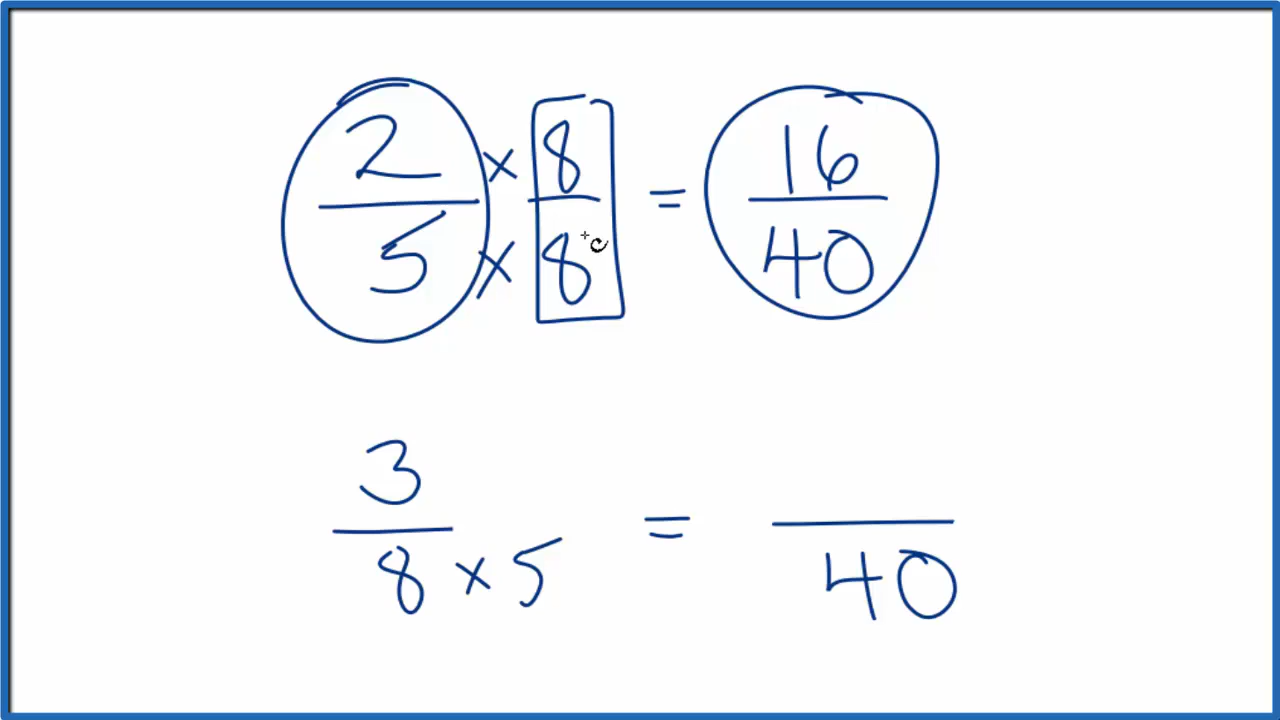 2/5 × 8/8 = 16/40
3/8 × 5 = /40